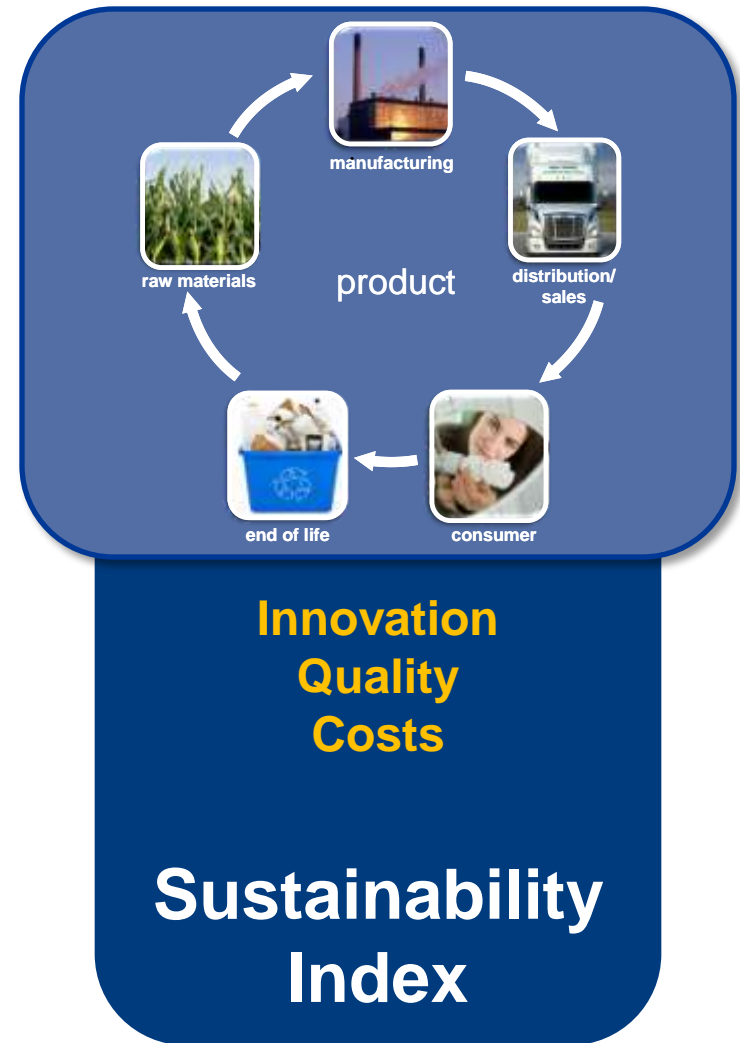 manufacturing
distribution/
sales
raw materials
product
end of life
consumer
Innovation
Quality
Costs
Sustainability
Index